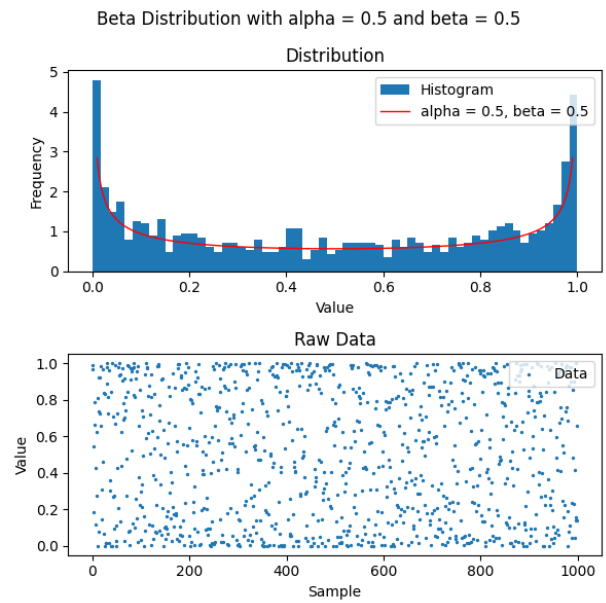 Beta Distribution with alpha = 0.5 and beta = 0.5
Distribution
5
4
3
2
1
0
Frequency
Histogram
alpha = 0.5, beta = 0.5
0.0 0.2 0.4 0.6 0.8 1.0
Value
Raw Data
1.0
0.8
0.6
0.4
0.2
0.0
Value
Data
0 200 400 600 800 1000
Sample